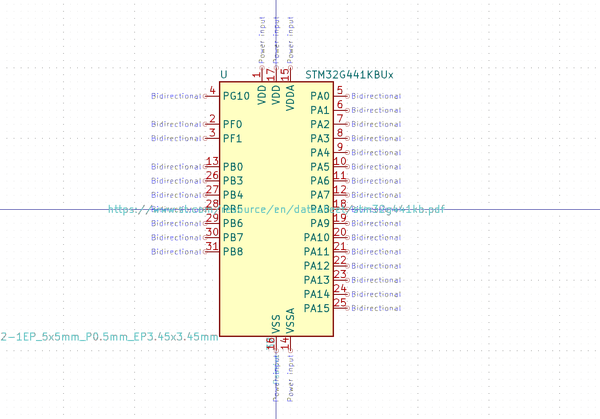 Power input
Power input
Power input
1
17
15
U
STM32G441KBUx
VDD
VDD
VDDA
Bidirectional 4 PG10
PA0 5 Bidirectional
PA1 6 Bidirectional
Bidirectional 2 PF0
PA2 7 Bidirectional
Bidirectional 3 PF1
PA3 8 Bidirectional
PA4 9 Bidirectional
Bidirectional 13 PB0
PA5 10 Bidirectional
Bidirectional 26 PB3
PA6 11 Bidirectional
Bidirectional 27 PB4
PA7 12 Bidirectional
28 PB5
PA8 18
Bidirectional 29 PB6
PA9 19 Bidirectional
Bidirectional 30 PB7
PA10 20 Bidirectional
Bidirectional 31 PB8
PA11 21 Bidirectional
PA12 22 Bidirectional
PA13 23 Bidirectional
PA14 24 Bidirectional
PA15 25 Bidirectional
VSS
VSSA
2-1EP_5x5mm_P0.5mm_EP3.45x3.45mm
14
Power input